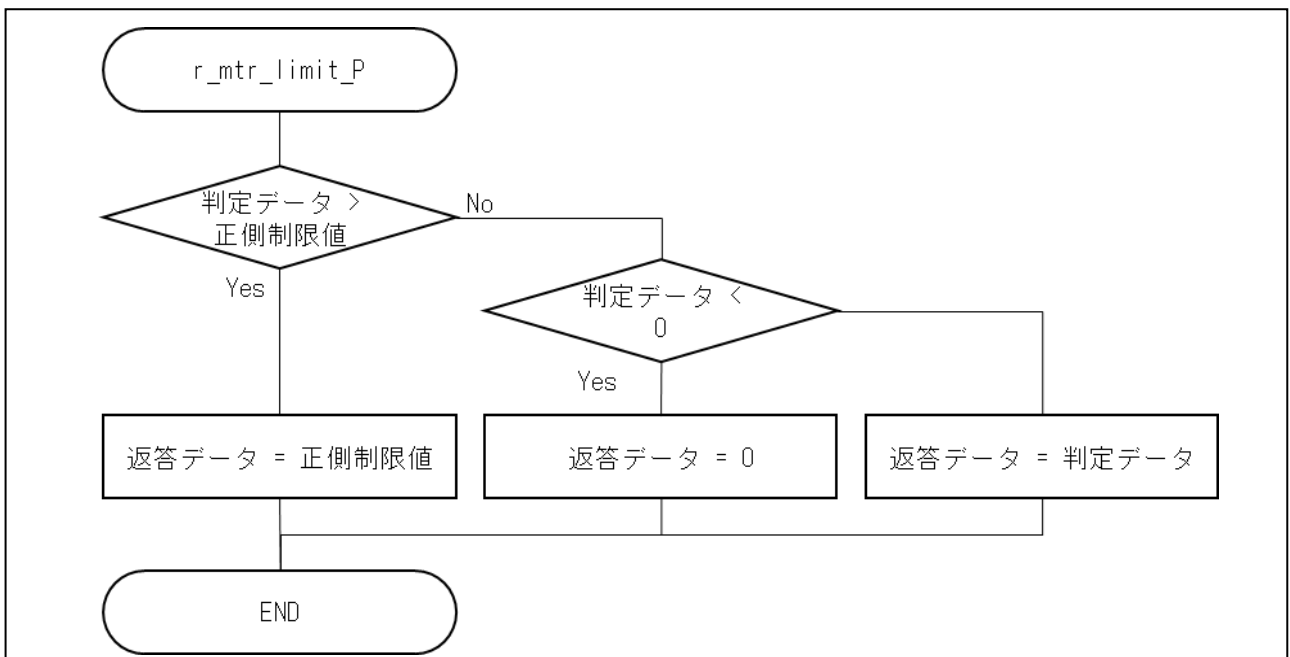 r_mtr_limit_P
判定データ >
正側制限値
No
Yes
判定データ <
0
Yes
返答データ = 正側制限値
返答データ = 0
返答データ = 判定データ
END